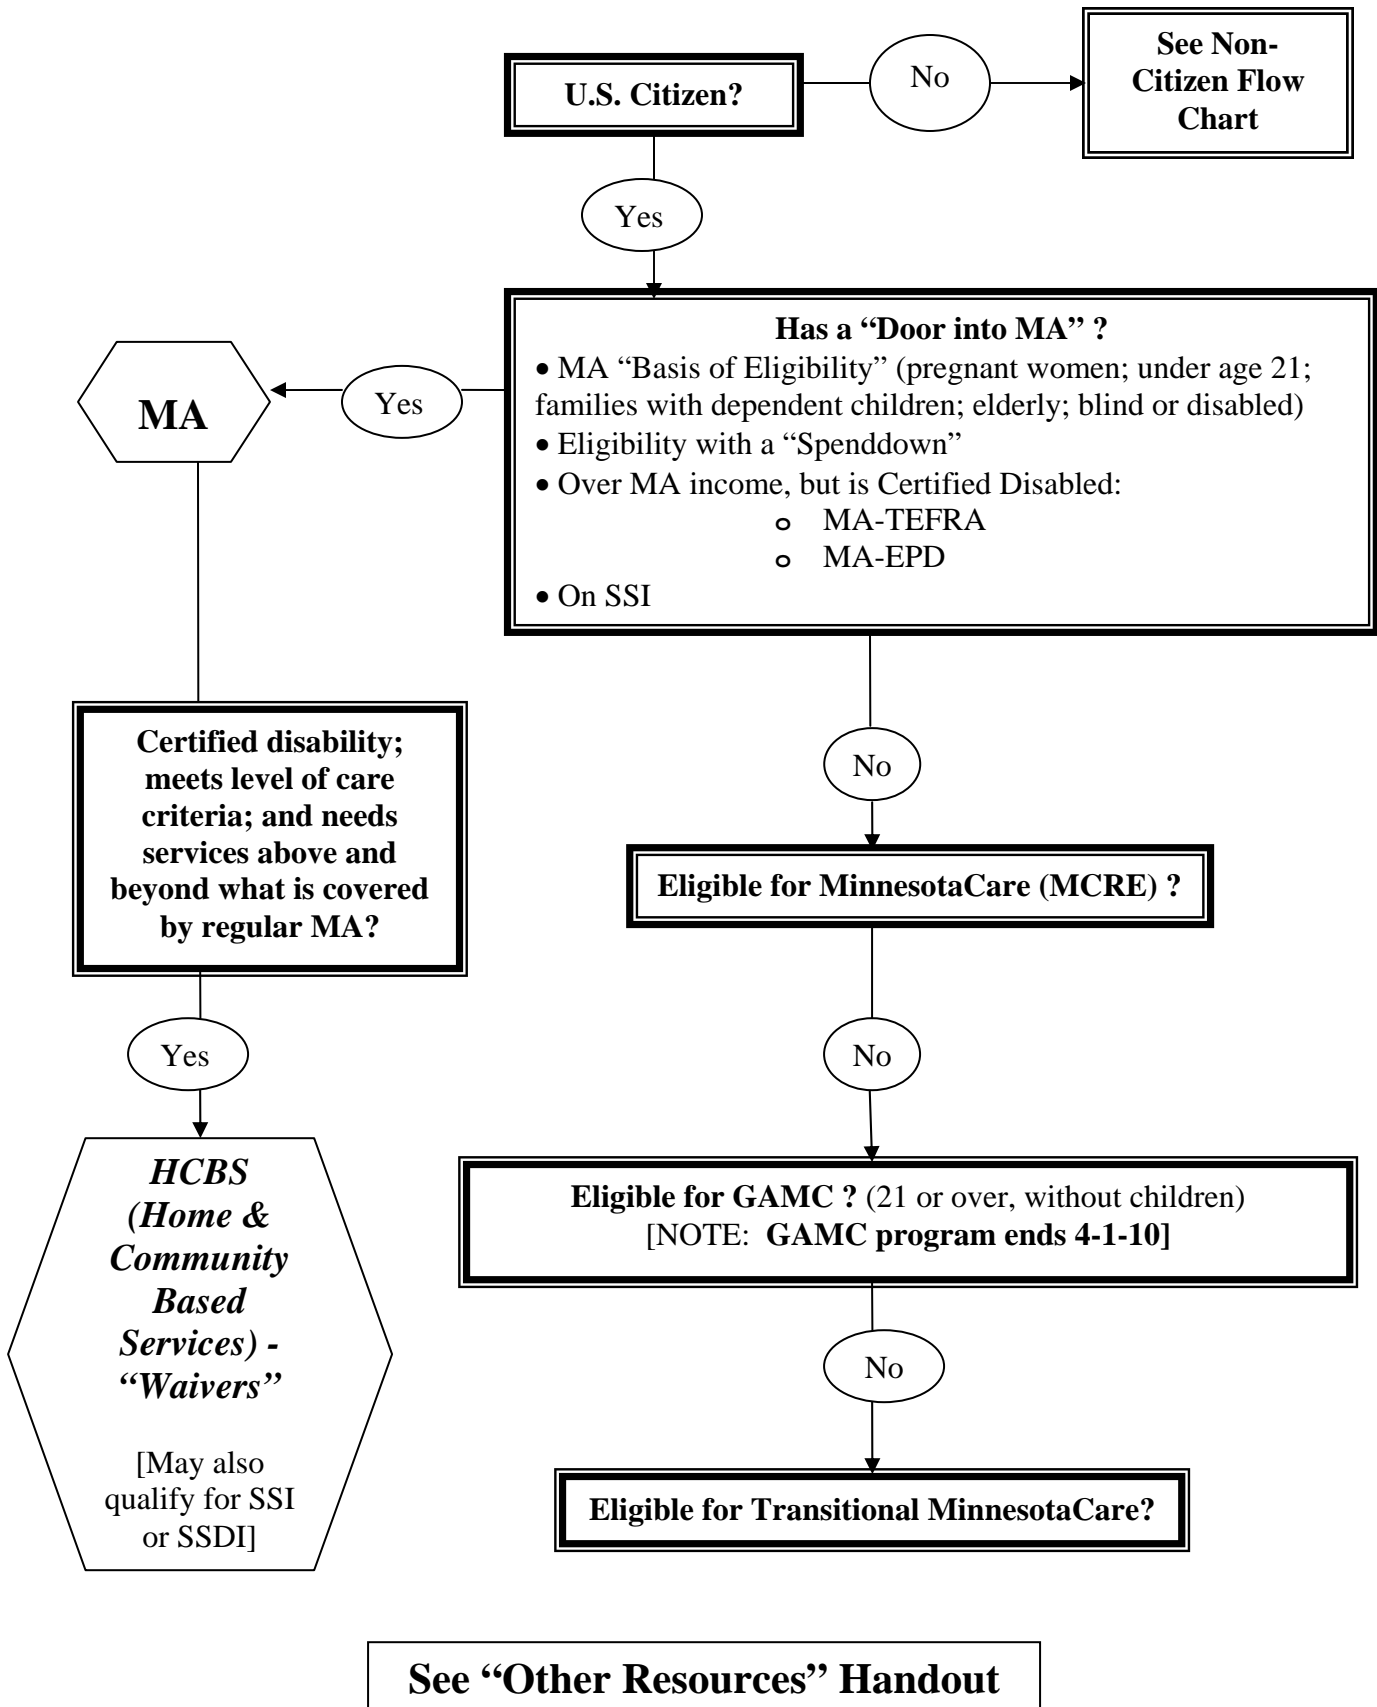 U.S. Citizen?
No
See Non-
Citizen Flow
Chart
Yes
Has a “Door into MA” ?
• MA “Basis of Eligibility” (pregnant women; under age 21;
families with dependent children; elderly; blind or disabled)
• Eligibility with a “Spenddown”
• Over MA income, but is Certified Disabled:
o MA-TEFRA
o MA-EPD
• On SSI
Yes
MA
Certified disability;
meets level of care
criteria; and needs
services above and
beyond what is covered
by regular MA?
Yes
HCBS
(Home &
Community
Based
Services) -
“Waivers”
[May also
qualify for SSI
or SSDI]
No
Eligible for MinnesotaCare (MCRE) ?
No
Eligible for GAMC ? (21 or over, without children)
[NOTE: GAMC program ends 4-1-10]
No
Eligible for Transitional MinnesotaCare?
See “Other Resources” Handout